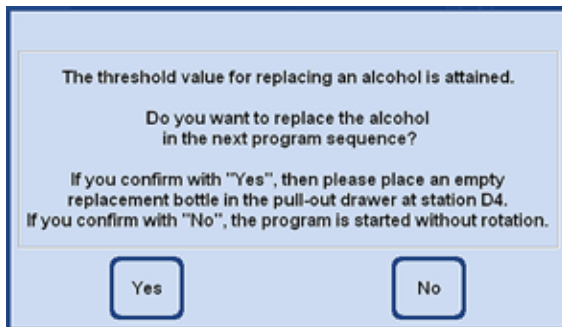 The threshold value for replacing an alcohol is attained.
Do you want to replace the alcohol
in the next program sequence?
If you confirm with "Yes", then please place an empty
replacement bottle in the pull-out drawer at station D4.
If you confirm with "No", the program is started without rotation.
Yes
No